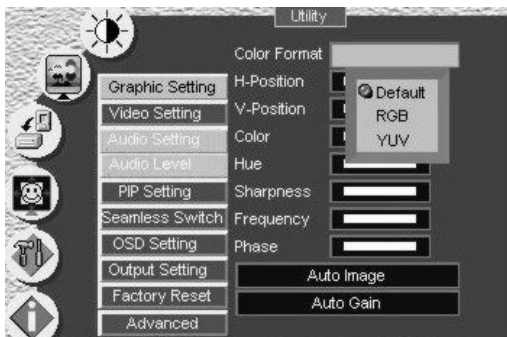 Utility
Color Format
Default
RGB
YUV
Graphic Setting
Video Setting
Audio Setting
Audio Level
PIP Setting
Seamless Switch
OSD Setting
Output Setting
Factory Reset
Advanced
H-Position
V-Position
Color
Hue
Sharpness
Frequency
Phase
Auto Image
Auto Gain